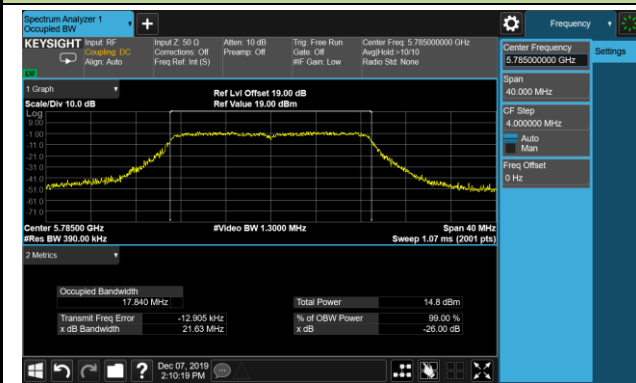 Spectrum Analyzer 1
Occupied BW
+
Frequency
KEYSIGHT
Input: RF
Coupling: DC
Align: Auto
Input Z: 50 Ω
Corrections: Off
Freq Ref: Int (S)
Atten: 10 dB
Preamp: Off
Trig: Free Run
Gate: Off
#IF Gain: Low
Center Freq: 5.785000000 GHz
Avg|Hold:>10/10
Radio Std: None
Center Frequency
5.785000000 GHz
Settings
Span
40.000 MHz
CF Step
4.000000 MHz
Auto
Man
Freq Offset
0 Hz
1 Graph
Scale/Div 10.0 dB
Ref Lvl Offset 19.00 dB
Ref Value 19.00 dBm
Log
9.00
-1.00
-11.0
-21.0
-31.0
-41.0
-51.0
-61.0
-71.0
Center 5.78500 GHz
#Res BW 390.00 kHz
#Video BW 1.3000 MHz
Span 40 MHz
Sweep 1.07 ms (2001 pts)
2 Metrics
Occupied Bandwidth
17.840 MHz
Total Power 14.8 dBm
Transmit Freq Error -12.905 kHz
% of OBW Power 99.00 %
x dB Bandwidth 21.63 MHz
x dB -26.00 dB
?
Dec 07, 2019
2:10:19 PM